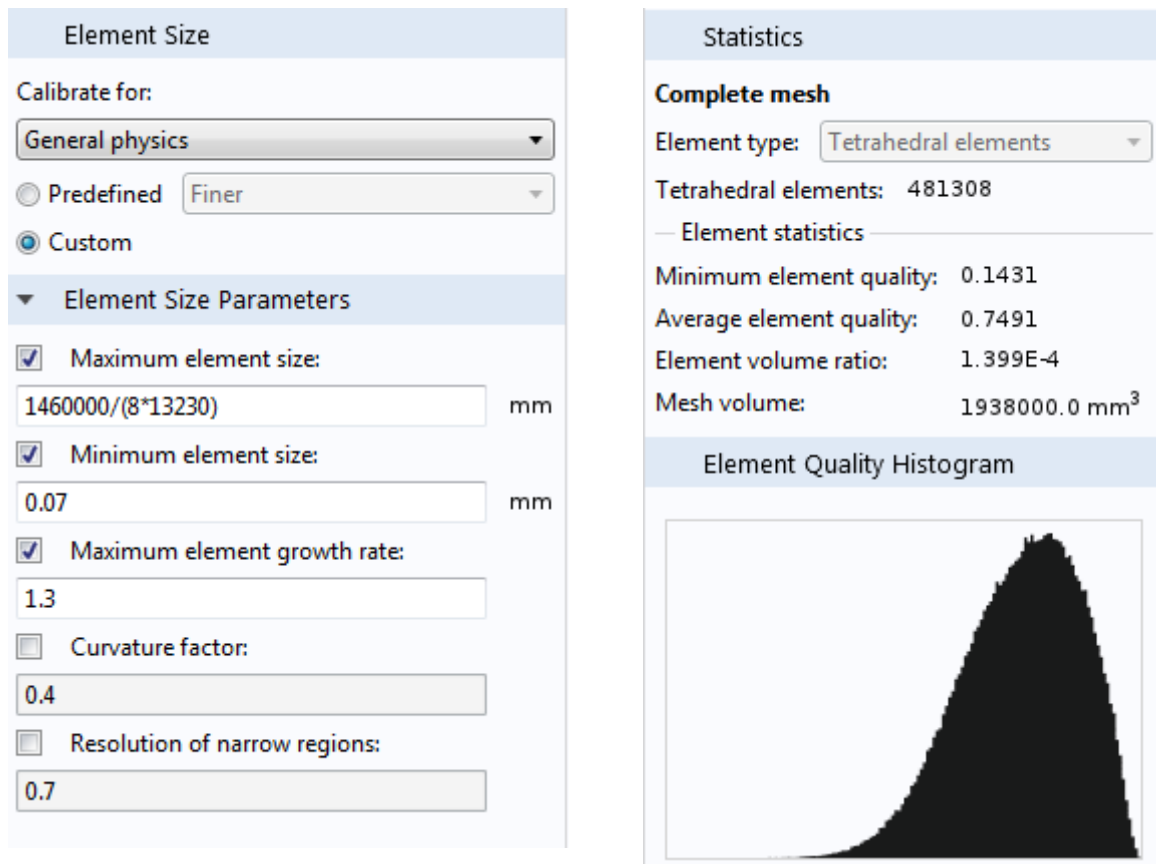 Element Size
Calibrate for:
General physics
Predefined Finer
Custom
Element Size Parameters
Maximum element size:
1460000/(8*13230) mm
Minimum element size:
0.07 mm
Maximum element growth rate:
1.3
Curvature factor:
0.4
Resolution of narrow regions:
0.7
Statistics
Complete mesh
Element type: Tetrahedral elements
Tetrahedral elements: 481308
Element statistics
Minimum element quality: 0.1431
Average element quality: 0.7491
Element volume ratio: 1.399E-4
Mesh volume: 1938000.0 mm³
Element Quality Histogram